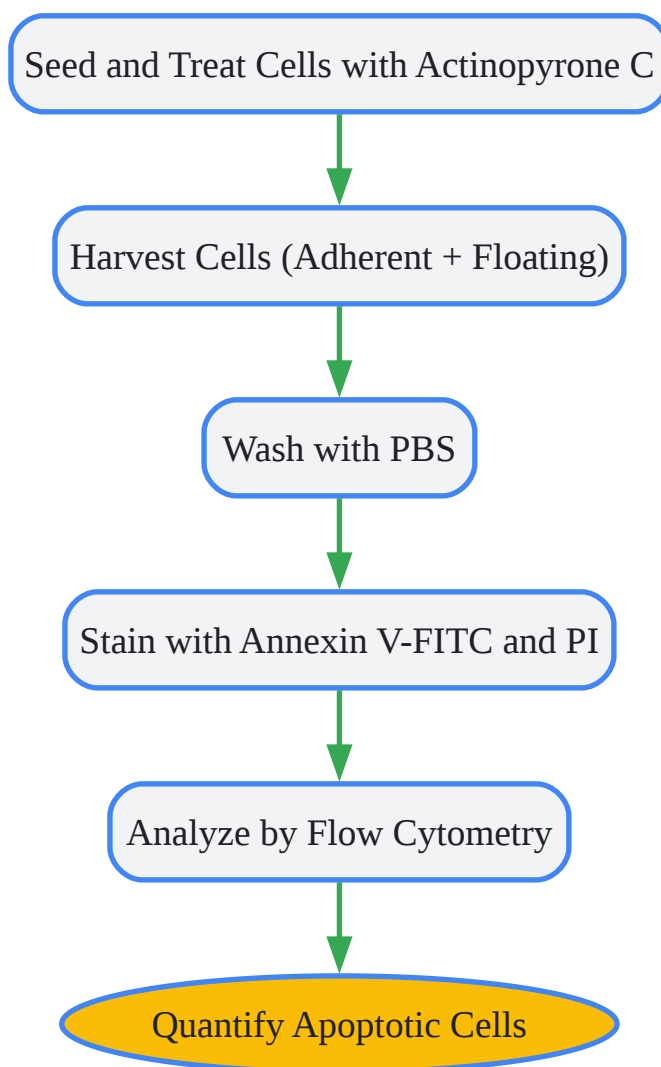 Seed and Treat Cells with Actinopyrone C
Harvest Cells (Adherent + Floating)
Wash with PBS
Stain with Annexin V-FITC and PI
Analyze by Flow Cytometry
Quantify Apoptotic Cells